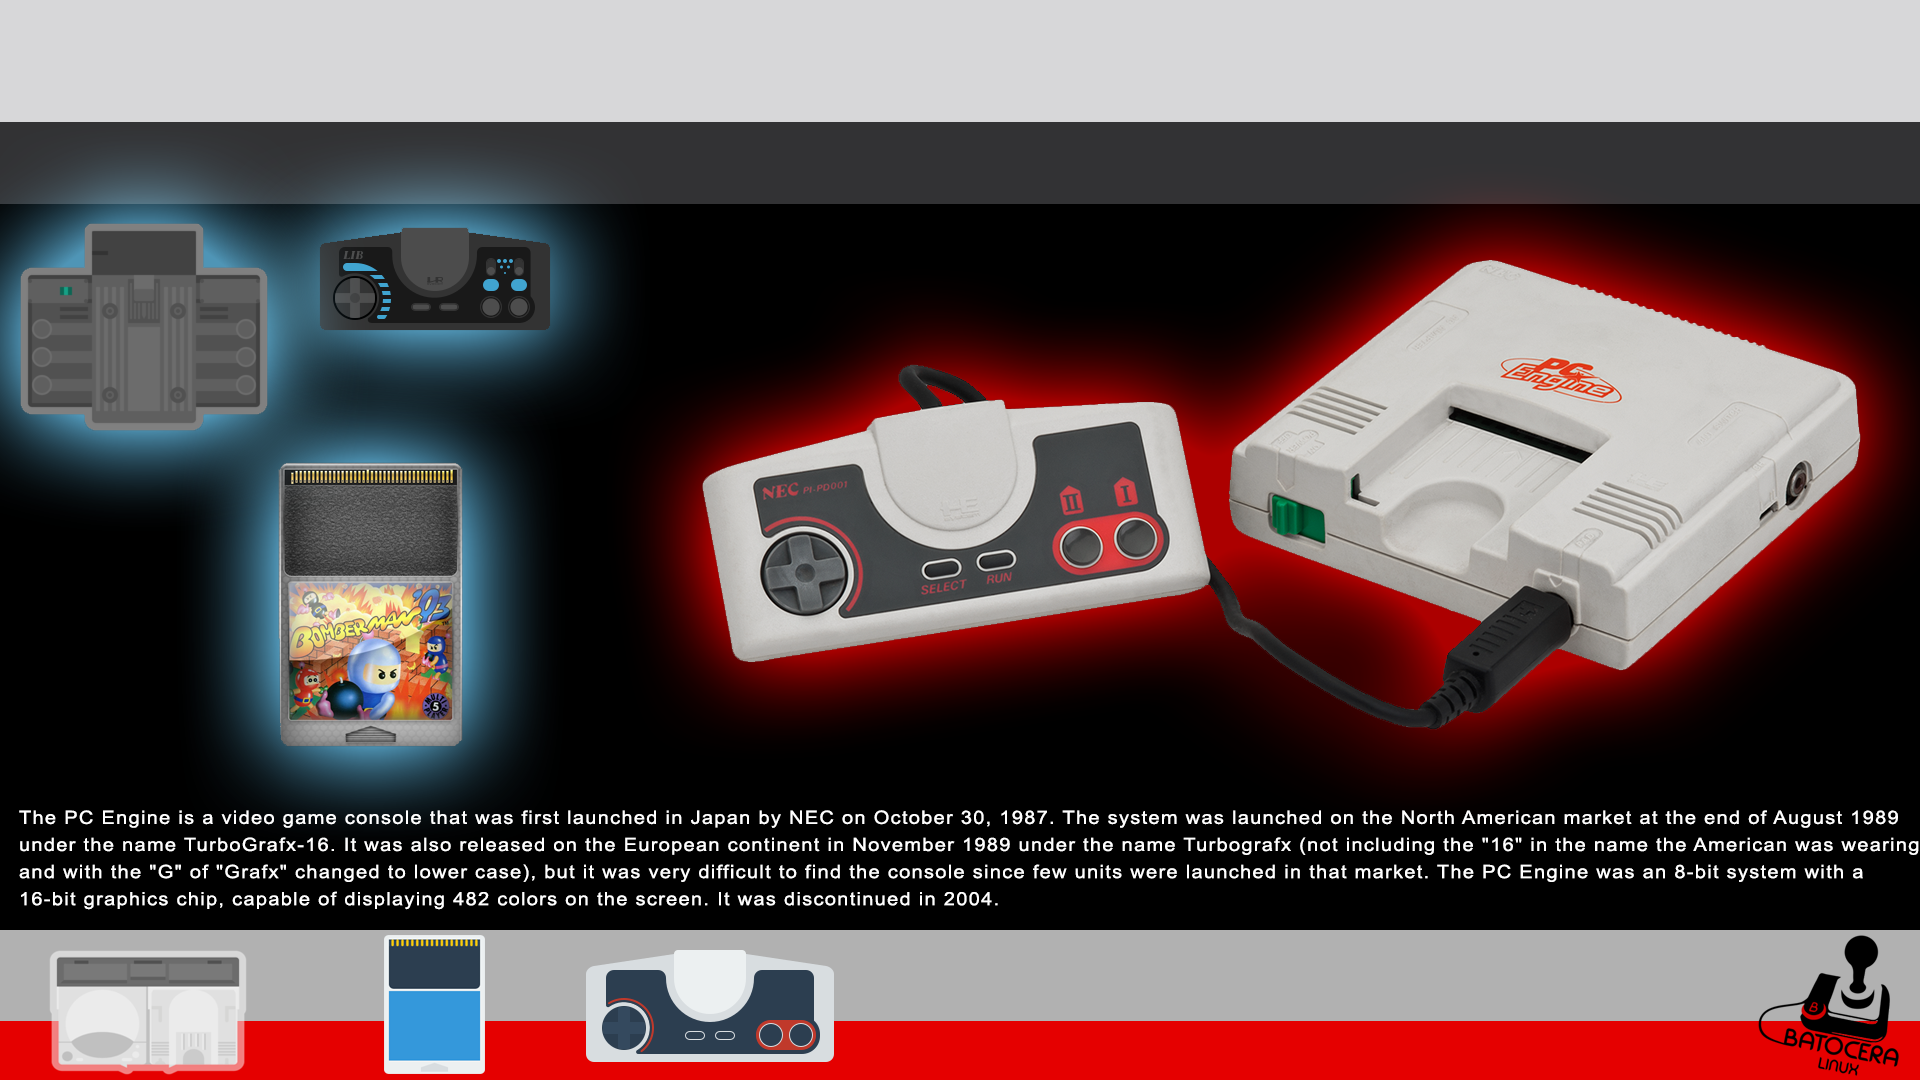 LIB
PC
Engine
NEC PI-PD001
II
I
SELECT
RUN
BOMBERMAN '93
TM
MULTI
5
The PC Engine is a video game console that was first launched in Japan by NEC on October 30, 1987. The system was launched on the North American market at the end of August 1989
under the name TurboGrafx-16. It was also released on the European continent in November 1989 under the name Turbografx (not including the "16" in the name the American was wearing
and with the "G" of "Grafx" changed to lower case), but it was very difficult to find the console since few units were launched in that market. The PC Engine was an 8-bit system with a
16-bit graphics chip, capable of displaying 482 colors on the screen. It was discontinued in 2004.
B
BATOCERA
LINUX